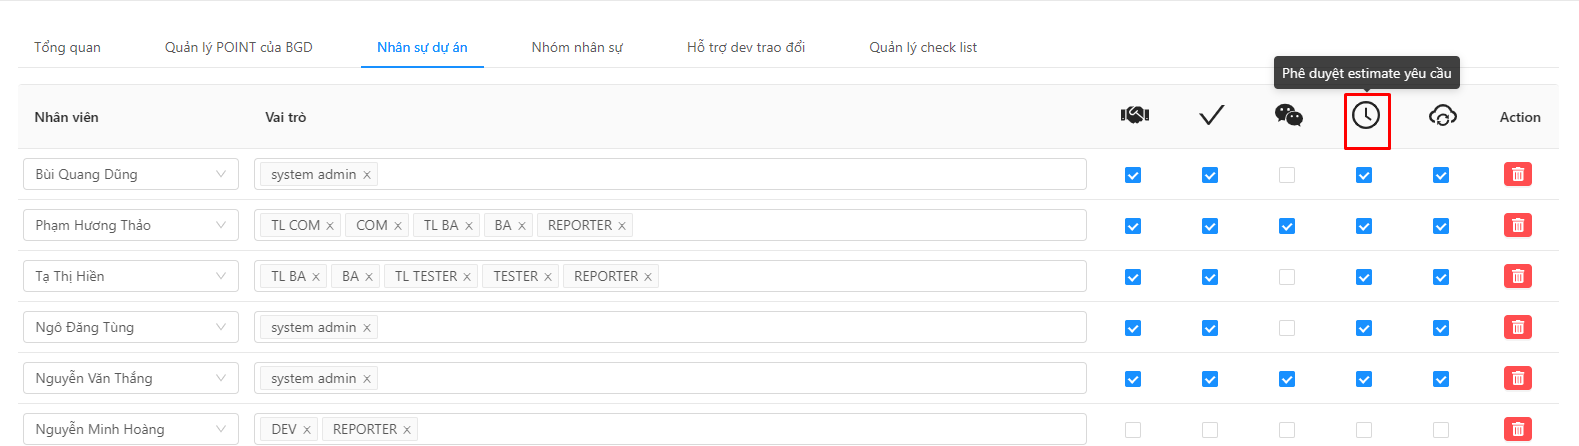 Tổng quan Quản lý POINT của BGD Nhân sự dự án Nhóm nhân sự Hỗ trợ dev trao đổi Quản lý check list
Phê duyệt estimate yêu cầu
Nhân viên Vai trò Action
Bùi Quang Dũng system admin x
Phạm Hương Thảo TL COM x COM x TL BA x BA x REPORTER x
Tạ Thị Hiền TL BA x BA x TL TESTER x TESTER x REPORTER x
Ngô Đăng Tùng system admin x
Nguyễn Văn Thắng system admin x
Nguyễn Minh Hoàng DEV x REPORTER x